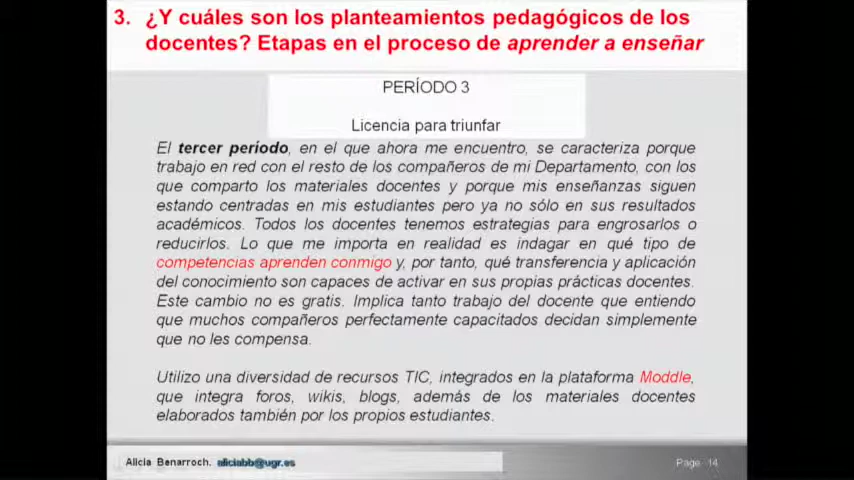 3. ¿Y cuáles son los planteamientos pedagógicos de los
docentes? Etapas en el proceso de aprender a enseñar
PERÍODO 3
Licencia para triunfar
El tercer período, en el que ahora me encuentro, se caracteriza porque
trabajo en red con el resto de los compañeros de mi Departamento, con los
que comparto los materiales docentes y porque mis enseñanzas siguen
estando centradas en mis estudiantes pero ya no sólo en sus resultados
académicos. Todos los docentes tenemos estrategias para engrosarlos o
reducirlos. Lo que me importa en realidad es indagar en qué tipo de
competencias aprenden conmigo y, por tanto, qué transferencia y aplicación
del conocimiento son capaces de activar en sus propias prácticas docentes.
Este cambio no es gratis. Implica tanto trabajo del docente que entiendo
que muchos compañeros perfectamente capacitados decidan simplemente
que no les compensa.
Utilizo una diversidad de recursos TIC, integrados en la plataforma Moddle,
que integra foros, wikis, blogs, además de los materiales docentes
elaborados también por los propios estudiantes.
Alicia Benarroch. aliciabb@ugr.es
Page 14